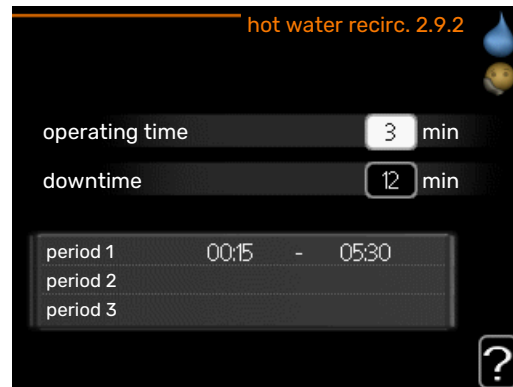 hot water recirc. 2.9.2
operating time 3 min
downtime 12 min
period 1 00:15 - 05:30
period 2
period 3
?